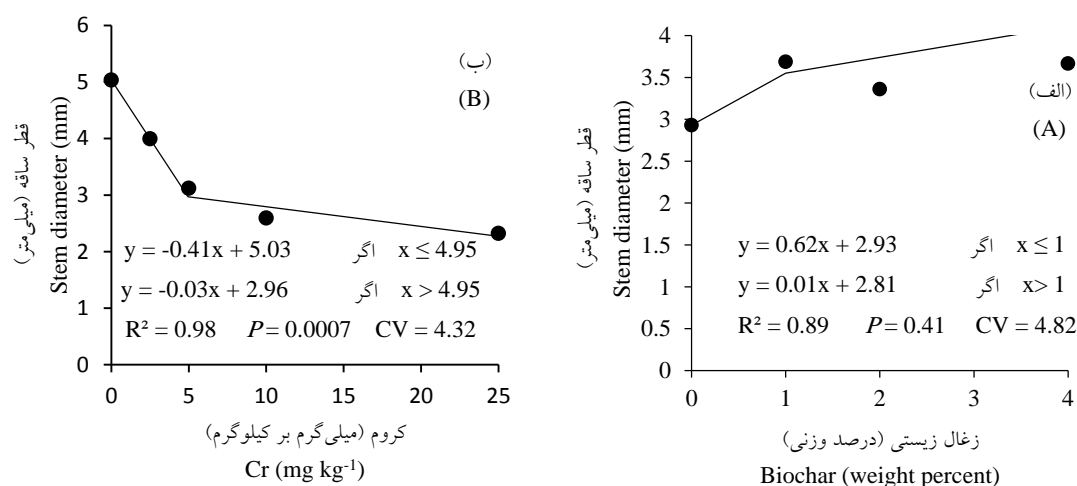 (ب)
(B)
قطر ساقه (میلی‌متر)
Stem diameter (mm)
6
5
4
3
2
1
0
y = -0.41x + 5.03 اگر x ≤ 4.95
y = -0.03x + 2.96 اگر x > 4.95
R² = 0.98 P = 0.0007 CV = 4.32
0 5 10 15 20 25
کروم (میلی‌گرم بر کیلوگرم)
Cr (mg kg⁻¹)
(الف)
(A)
قطر ساقه (میلی‌متر)
Stem diameter (mm)
4
3.5
3
2.5
2
1.5
1
0.5
0
y = 0.62x + 2.93 اگر x ≤ 1
y = 0.01x + 2.81 اگر x> 1
R² = 0.89 P = 0.41 CV = 4.82
0 1 2 3 4
زغال زیستی (درصد وزنی)
Biochar (weight percent)